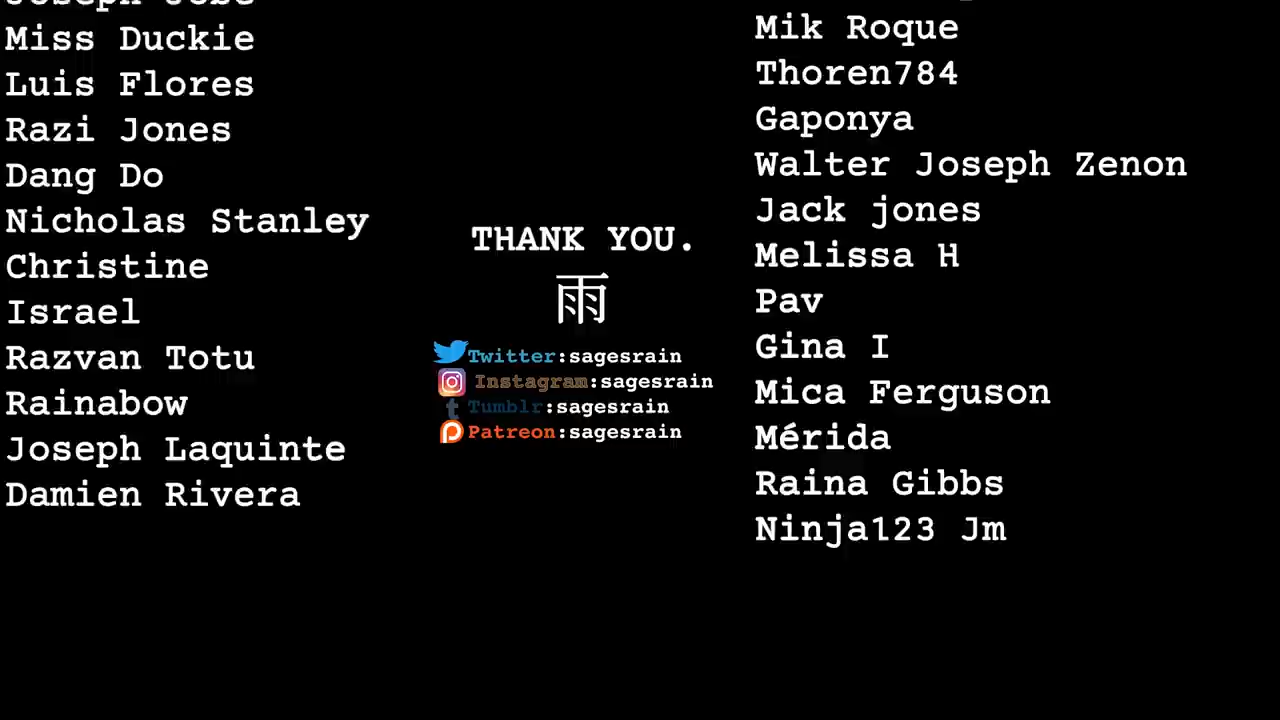 Miss Duckie
Luis Flores
Razi Jones
Dang Do
Nicholas Stanley
Christine
Israel
Razvan Totu
Rainabow
Joseph Laquinte
Damien Rivera
THANK YOU.
雨
Twitter:sagesrain
Instagram:sagesrain
Tumblr:sagesrain
Patreon:sagesrain
Mik Roque
Thoren784
Gaponya
Walter Joseph Zenon
Jack jones
Melissa H
Pav
Gina I
Mica Ferguson
Mérida
Raina Gibbs
Ninja123 Jm